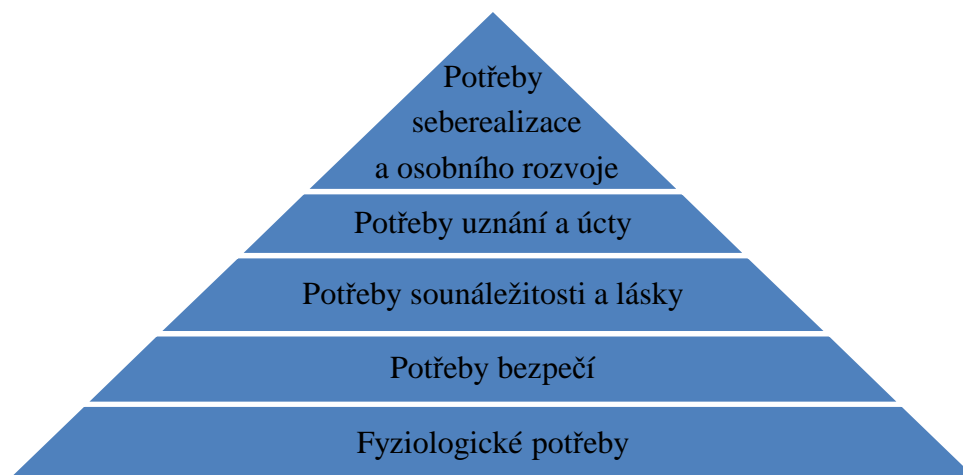 Potřeby
seberealizace
a osobního rozvoje
Potřeby uznání a úcty
Potřeby sounáležitosti a lásky
Potřeby bezpečí
Fyziologické potřeby